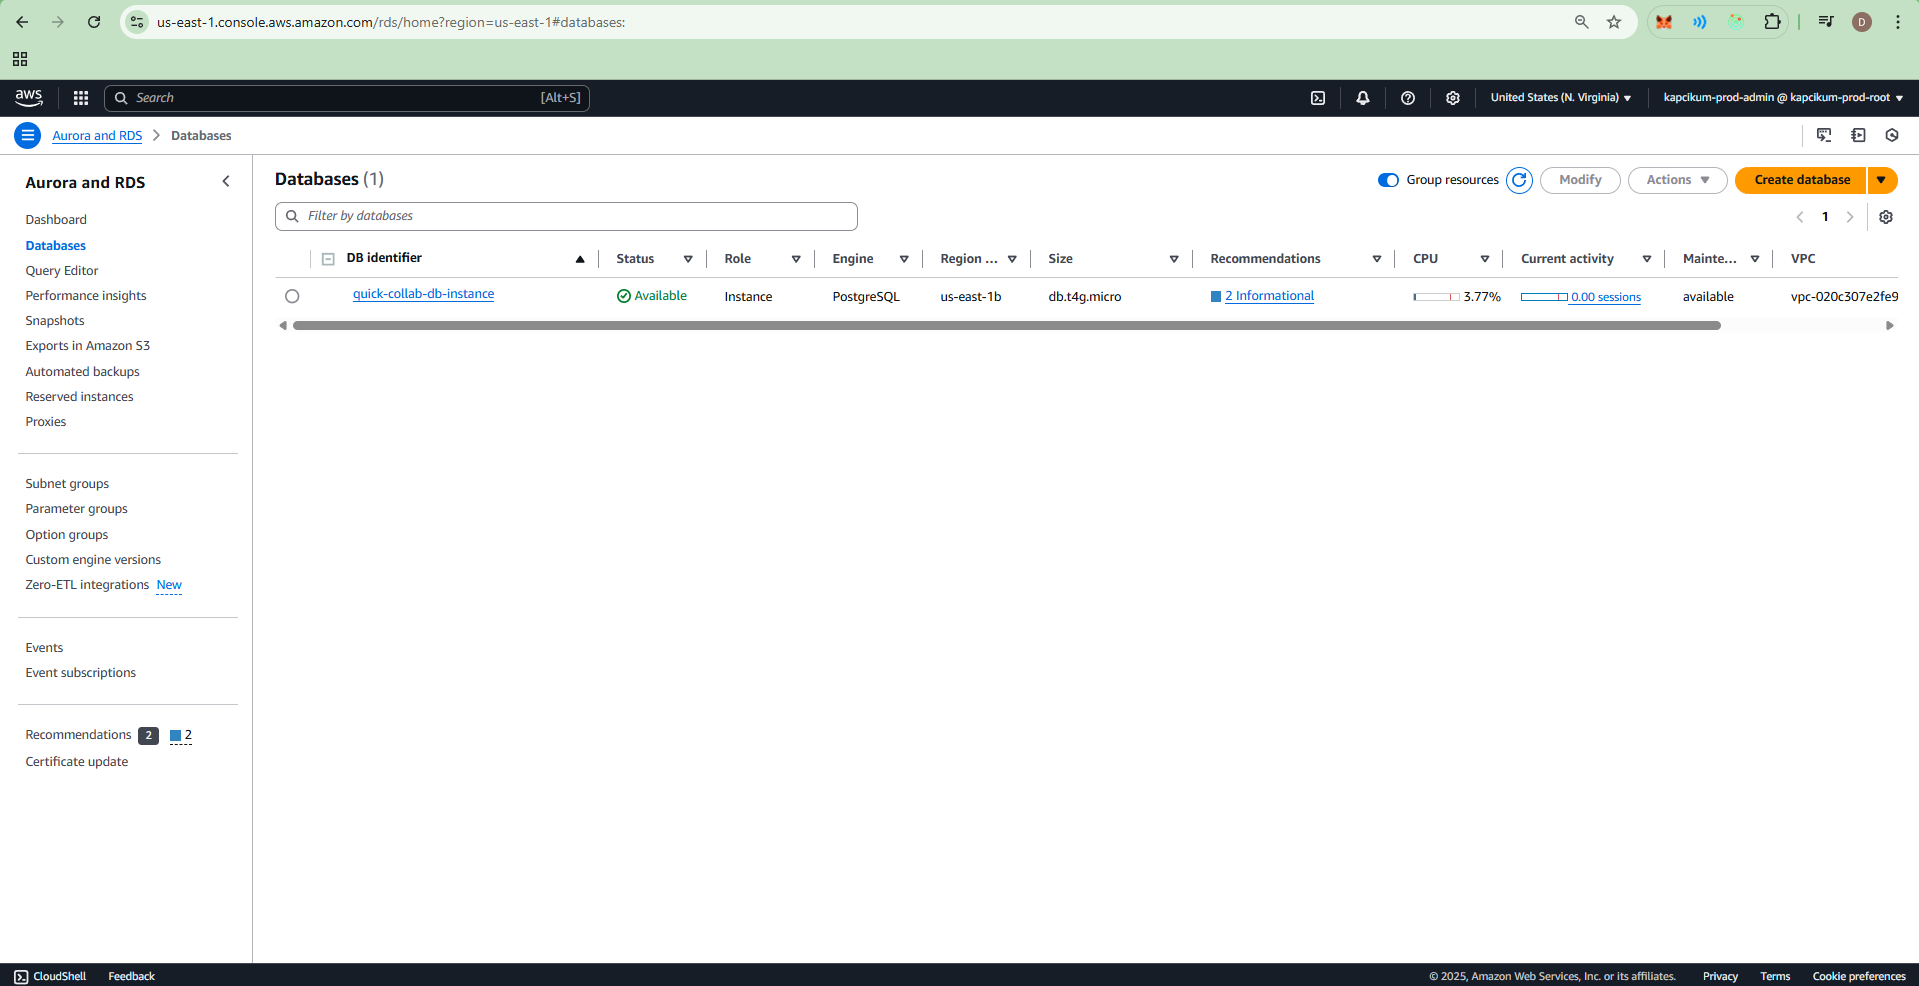 us-east-1.console.aws.amazon.com/rds/home?region=us-east-1#databases:
D
aws
Search [Alt+S]
United States (N. Virginia)
kapcikum-prod-admin @ kapcikum-prod-root
Aurora and RDS
Databases
Aurora and RDS
Dashboard
Databases
Query Editor
Performance insights
Snapshots
Exports in Amazon S3
Automated backups
Reserved instances
Proxies
Subnet groups
Parameter groups
Option groups
Custom engine versions
Zero-ETL integrations New
Events
Event subscriptions
Recommendations 2 2
Certificate update
Databases (1)
Group resources
Modify
Actions
Create database
Filter by databases
1
DB identifier Status Role Engine Region ... Size Recommendations CPU Current activity Mainte... VPC
quick-collab-db-instance Available Instance PostgreSQL us-east-1b db.t4g.micro 2 Informational 3.77% 0.00 sessions available vpc-020c307e2fe9
CloudShell Feedback
© 2025, Amazon Web Services, Inc. or its affiliates. Privacy Terms Cookie preferences